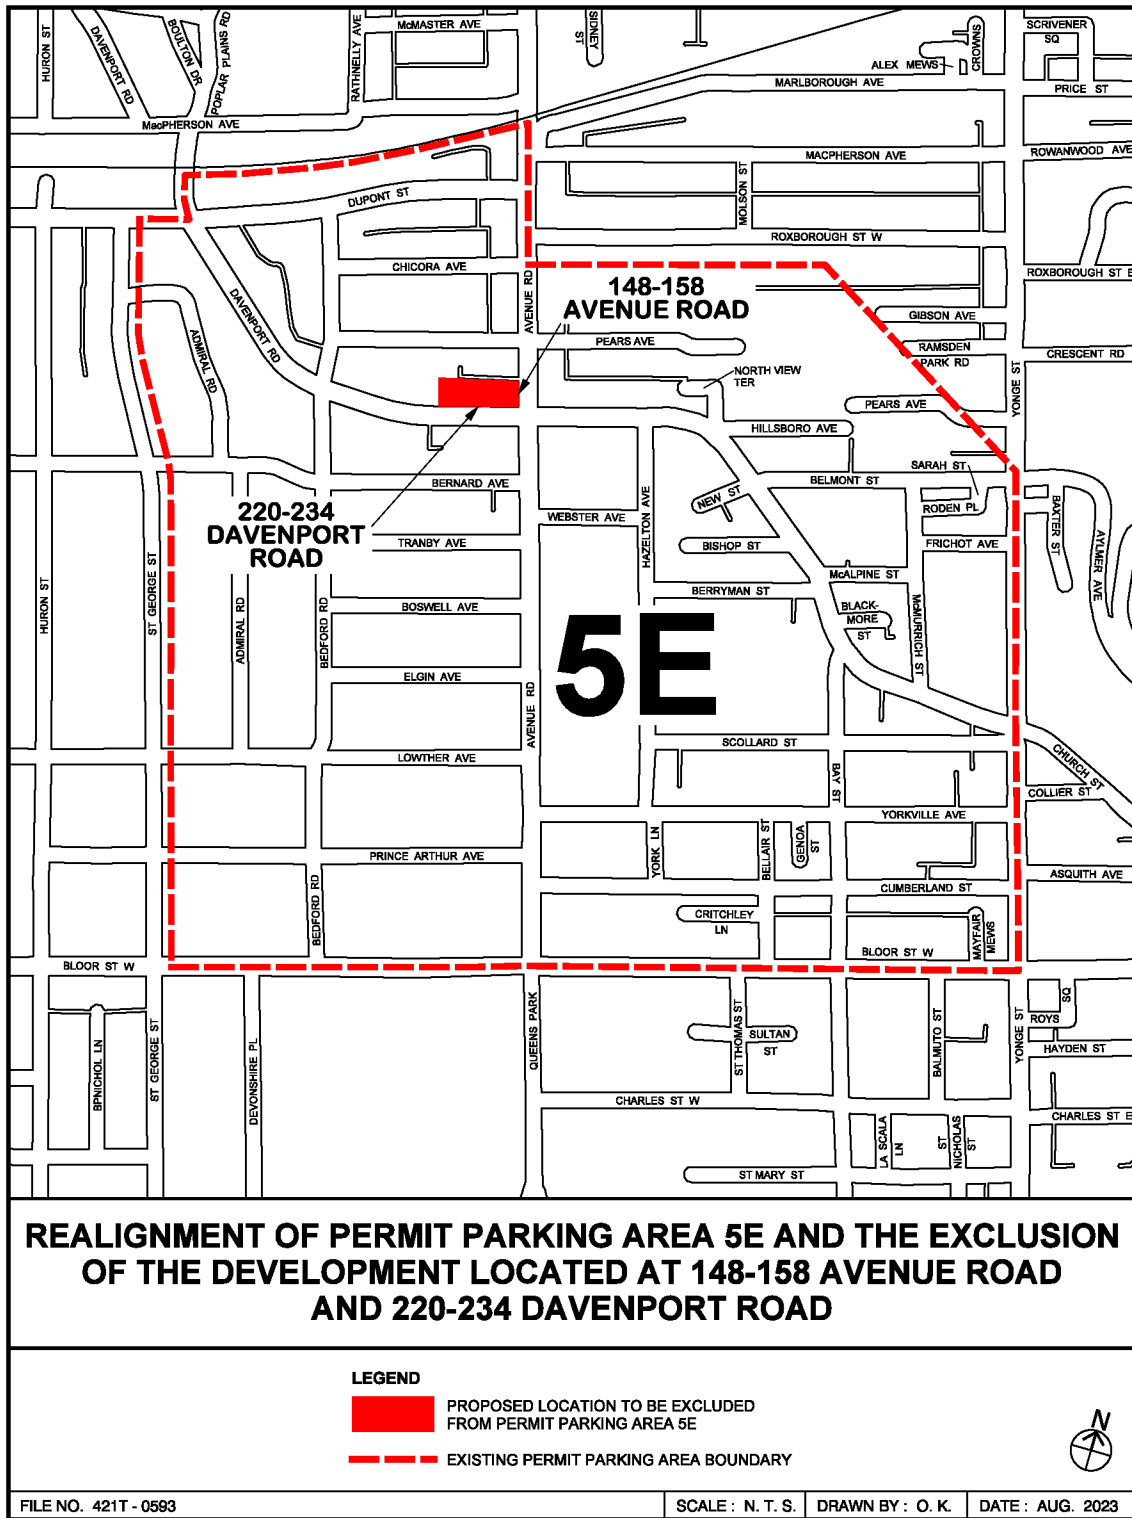 HURON ST
DAVENPORT RD
BOULTON DR
POPLAR PLAINS RD
RATHNELLY AVE
McMASTER AVE
SIDNEY
ST
CROWNS
SCRIVENER
SQ
ALEX MEWS
MARLBOROUGH AVE
PRICE ST
MacPHERSON AVE
MACPHERSON AVE
ROWANWOOD AVE
DUPONT ST
MOLSON ST
ROXBOROUGH ST W
CHICORA AVE
ROXBOROUGH ST E
148-158
AVENUE ROAD
AVENUE RD
DAVENPORT RD
GIBSON AVE
ADMIRAL RD
PEARS AVE
RAMSDEN
PARK RD
CRESCENT RD
NORTH VIEW
TER
YONGE ST
PEARS AVE
HILLSBORO AVE
SARAH ST
BERNARD AVE
BELMONT ST
220-234
DAVENPORT
ROAD
HAZELTON AVE
NEW ST
RODEN PL
BAXTER ST
WEBSTER AVE
TRANBY AVE
BISHOP ST
FRICHOT AVE
AYLMER AVE
HURON ST
ST GEORGE ST
ADMIRAL RD
BEDFORD RD
BERRYMAN ST
McALPINE ST
BOSWELL AVE
BLACK-
MORE
ST
McMURRICH ST
5E
ELGIN AVE
AVENUE RD
SCOLLARD ST
LOWTHER AVE
BAY ST
CHURCH ST
COLLIER ST
YORKVILLE AVE
YORK LN
BELLAIR ST
GENOA
ST
PRINCE ARTHUR AVE
ASQUITH AVE
CUMBERLAND ST
BEDFORD RD
CRITCHLEY
LN
MAYFAIR
MEWS
BLOOR ST W
BLOOR ST W
BPNICHOL LN
ST GEORGE ST
DEVONSHIRE PL
QUEENS PARK
ST THOMAS ST
SULTAN
ST
BALMUTO ST
YONGE ST
ROYS
SQ
HAYDEN ST
CHARLES ST W
CHARLES ST E
LA SCALA
LN
ST
NICHOLAS
ST
ST MARY ST
REALIGNMENT OF PERMIT PARKING AREA 5E AND THE EXCLUSION
OF THE DEVELOPMENT LOCATED AT 148-158 AVENUE ROAD
AND 220-234 DAVENPORT ROAD
LEGEND
PROPOSED LOCATION TO BE EXCLUDED
FROM PERMIT PARKING AREA 5E
EXISTING PERMIT PARKING AREA BOUNDARY
N
FILE NO. 421T - 0593
SCALE : N. T. S.
DRAWN BY : O. K.
DATE : AUG. 2023